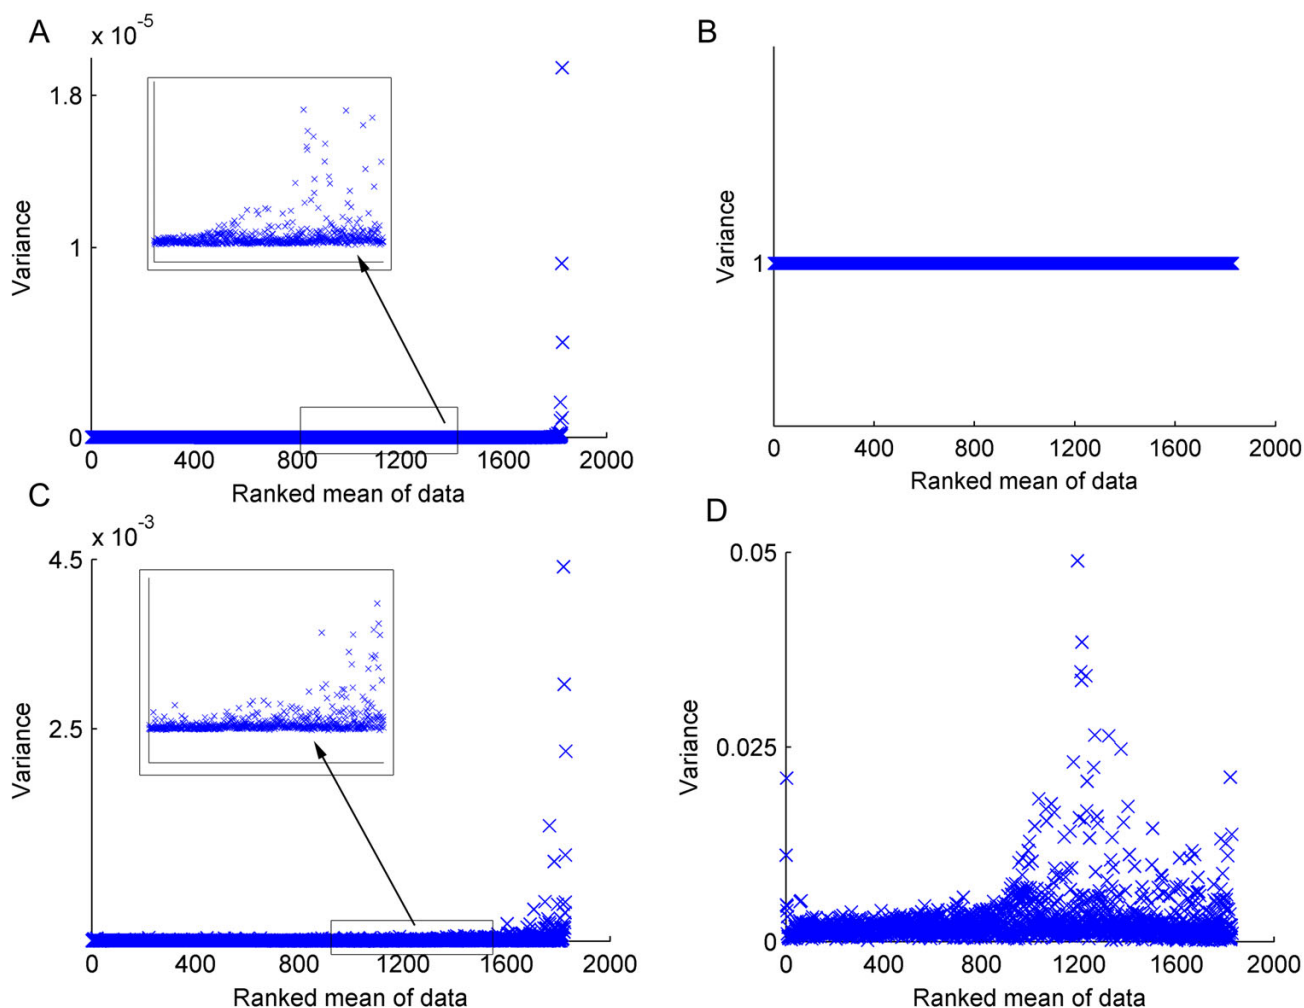 A
x 10^-5
1.8
1
0
Variance
0 400 800 1200 1600 2000
Ranked mean of data
B
Variance
1
0 400 800 1200 1600 2000
Ranked mean of data
C
x 10^-3
4.5
2.5
0
Variance
0 400 800 1200 1600 2000
Ranked mean of data
D
0.05
0.025
0
Variance
0 400 800 1200 1600 2000
Ranked mean of data